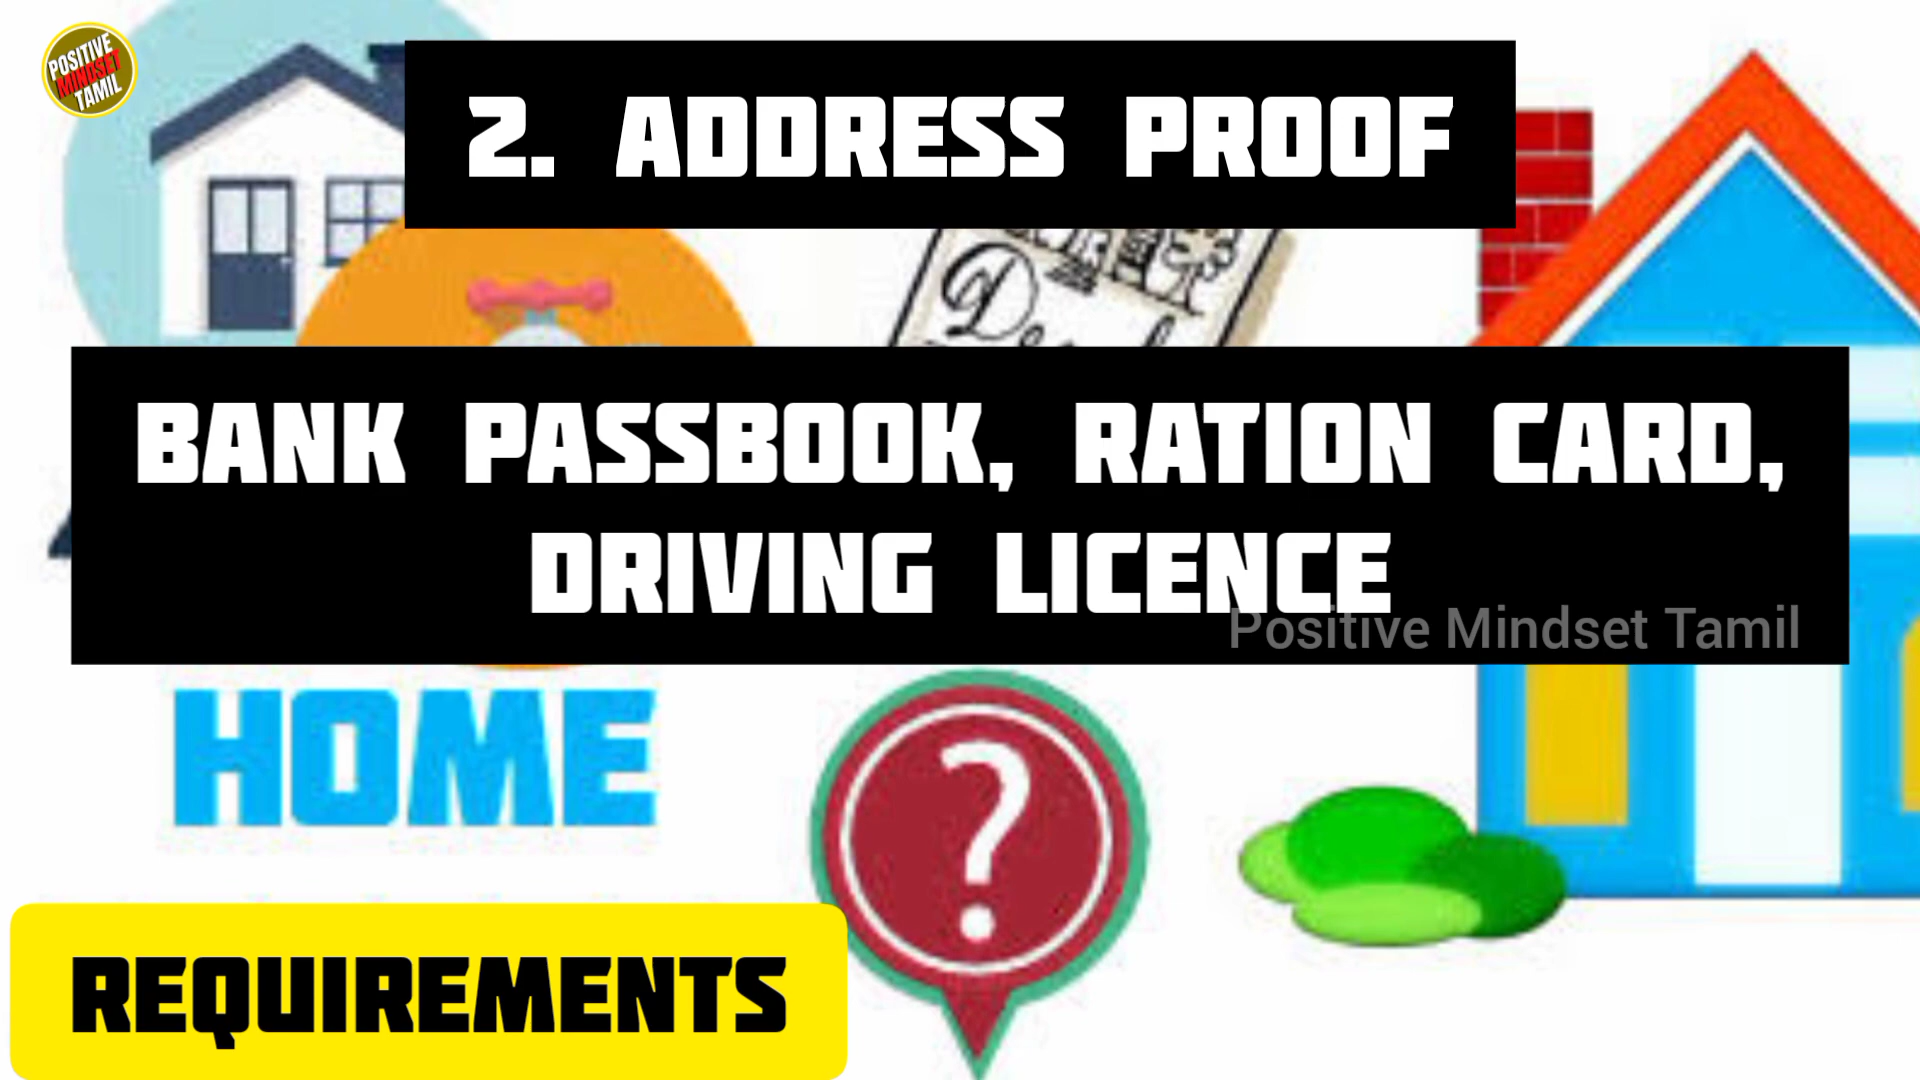 POSITIVE
MINDSET
TAMIL
2. ADDRESS PROOF
BANK PASSBOOK, RATION CARD,
DRIVING LICENCE
Positive Mindset Tamil
HOME
?
REQUIREMENTS